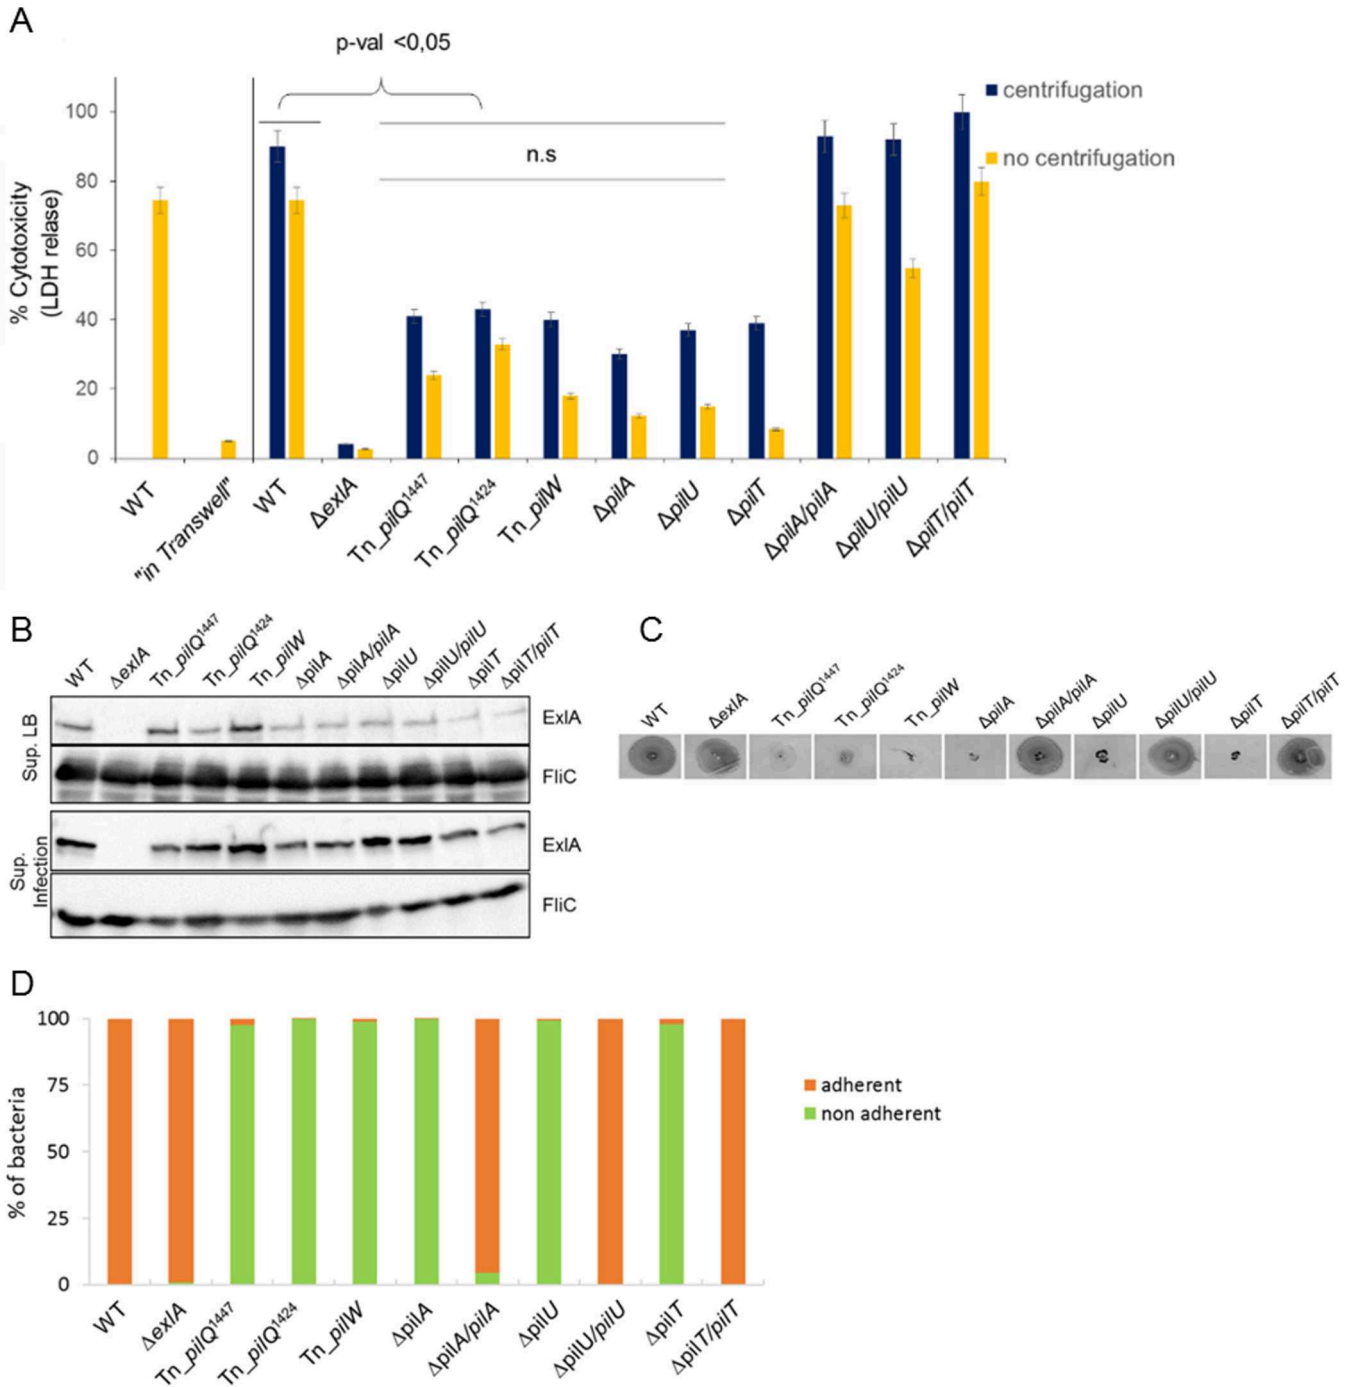 A
p-val <0,05
centrifugation
no centrifugation
n.s
% Cytotoxicity
(LDH relase)
100
80
60
40
20
0
WT
"in Transwell"
WT
ΔexlA
Tn_pilQ1447
Tn_pilQ1424
Tn_pilW
ΔpilA
ΔpilU
ΔpilT
ΔpilA/pilA
ΔpilU/pilU
ΔpilT/pilT
B
WT
ΔexlA
Tn_pilQ1447
Tn_pilQ1424
Tn_pilW
ΔpilA
ΔpilA/pilA
ΔpilU
ΔpilU/pilU
ΔpilT
ΔpilT/pilT
Sup. LB
ExlA
FliC
Sup.
Infection
ExlA
FliC
C
WT
ΔexlA
Tn_pilQ1447
Tn_pilQ1424
Tn_pilW
ΔpilA
ΔpilA/pilA
ΔpilU
ΔpilU/pilU
ΔpilT
ΔpilT/pilT
D
% of bacteria
100
75
50
25
0
adherent
non adherent
WT
ΔexlA
Tn_pilQ1447
Tn_pilQ1424
Tn_pilW
ΔpilA
ΔpilA/pilA
ΔpilU
ΔpilU/pilU
ΔpilT
ΔpilT/pilT